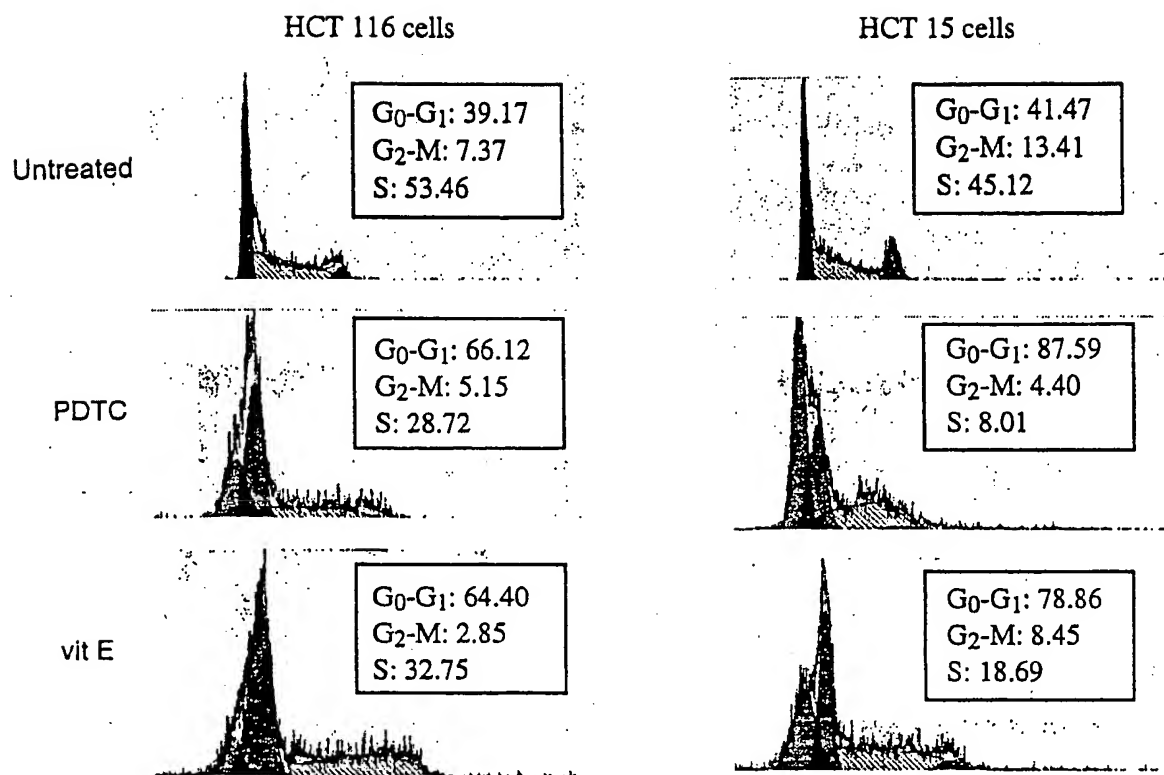 HCT 116 cells
HCT 15 cells
Untreated
G0-G1: 39.17
G2-M: 7.37
S: 53.46
G0-G1: 41.47
G2-M: 13.41
S: 45.12
PDTC
G0-G1: 66.12
G2-M: 5.15
S: 28.72
G0-G1: 87.59
G2-M: 4.40
S: 8.01
vit E
G0-G1: 64.40
G2-M: 2.85
S: 32.75
G0-G1: 78.86
G2-M: 8.45
S: 18.69